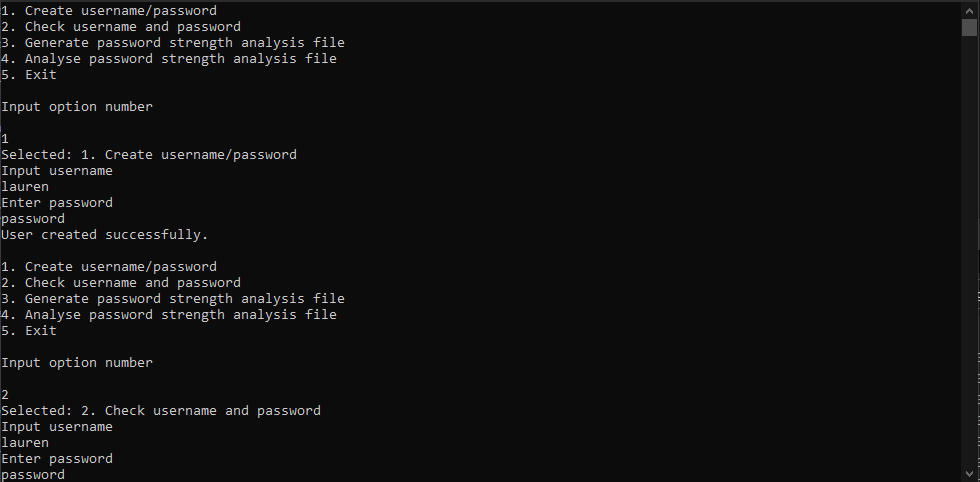 1. Create username/password
2. Check username and password
3. Generate password strength analysis file
4. Analyse password strength analysis file
5. Exit
Input option number
1
Selected: 1. Create username/password
Input username
lauren
Enter password
password
User created successfully.
1. Create username/password
2. Check username and password
3. Generate password strength analysis file
4. Analyse password strength analysis file
5. Exit
Input option number
2
Selected: 2. Check username and password
Input username
lauren
Enter password
password